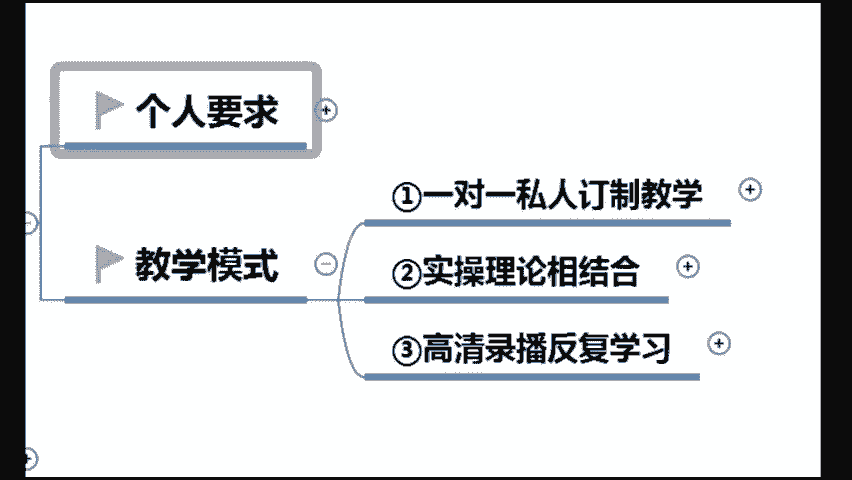 个人要求
①一对一私人订制教学
教学模式
②实操理论相结合
③高清录播反复学习